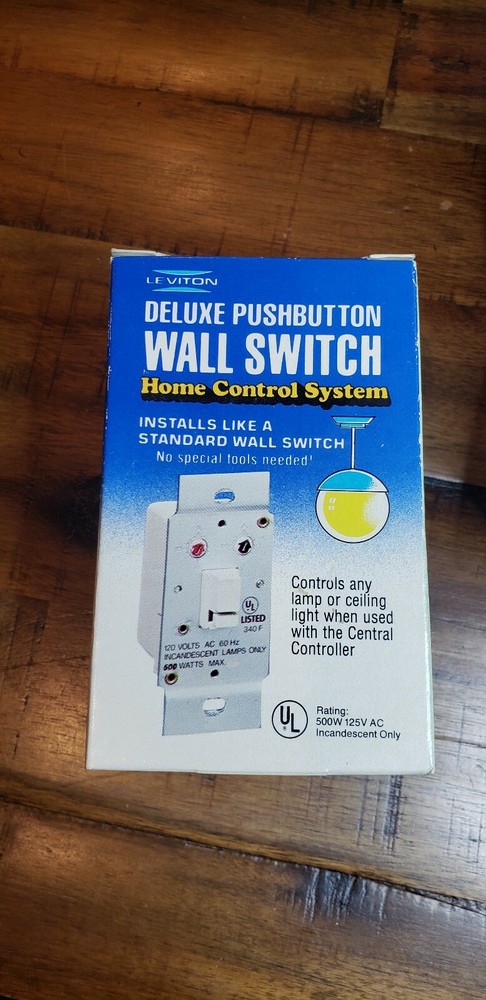 LEVITON
DELUXE PUSHBUTTON
WALL SWITCH
Home Control System
INSTALLS LIKE A
STANDARD WALL SWITCH
No special tools needed!
UL
LISTED
340 F
120 VOLTS AC 60 Hz
INCANDESCENT LAMPS ONLY
500 WATTS MAX.
Controls any
lamp or ceiling
light when used
with the Central
Controller
UL
Rating:
500W 125V AC
Incandescent Only